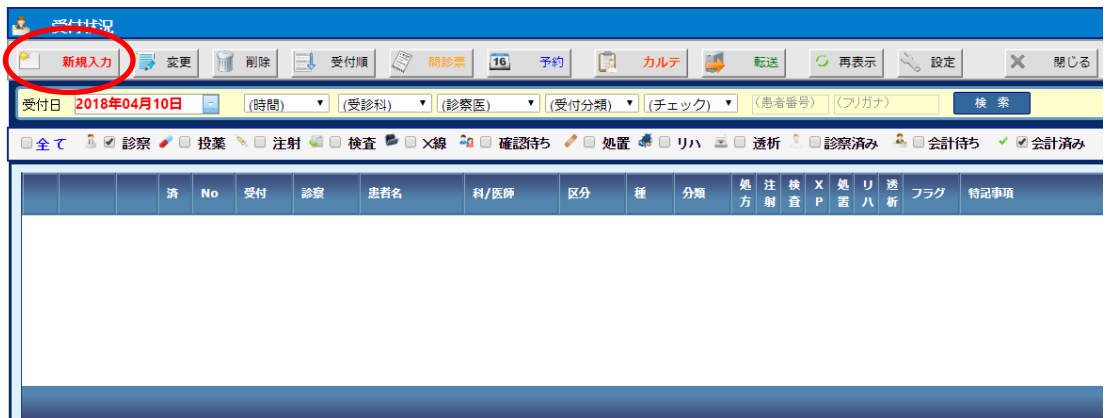 受付状況
新規入力 変更 削除 受付順 問診票 16 予約 カルテ 転送 再表示 設定 閉じる
受付日 2018年04月10日 (時間) (受診科) (診察医) (受付分類) (チェック) (患者番号) (フリガナ) 検 索
全て 診察 投薬 注射 検査 X線 確認待ち 処置 リハ 透析 診察済み 会計待ち 会計済み
済 No 受付 診察 患者名 科/医師 区分 種 分類 処方 注射 検査 XP 処置 リハ 透析 フラグ 特記事項